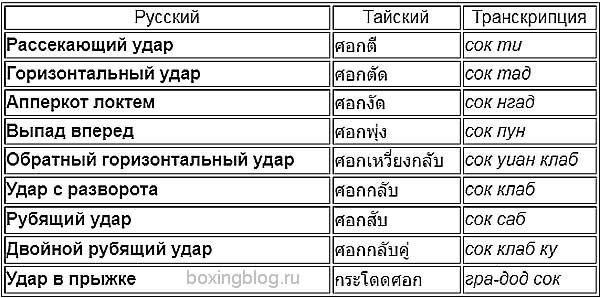 Русский Тайский Транскрипция
Рассекающий удар ศอกตี сок ти
Горизонтальный удар ศอกตัด сок тад
Апперкот локтем ศอกงัด сок нгад
Выпад вперед ศอกพุ่ง сок пун
Обратный горизонтальный удар ศอกเหวี่ยงกลับ сок уиан клаб
Удар с разворота ศอกกลับ сок клаб
Рубящий удар ศอกสับ сок саб
Двойной рубящий удар ศอกกลับคู่ сок клаб ку
Удар в прыжке กระโดดศอก гра-дод сок
boxingblog.ru